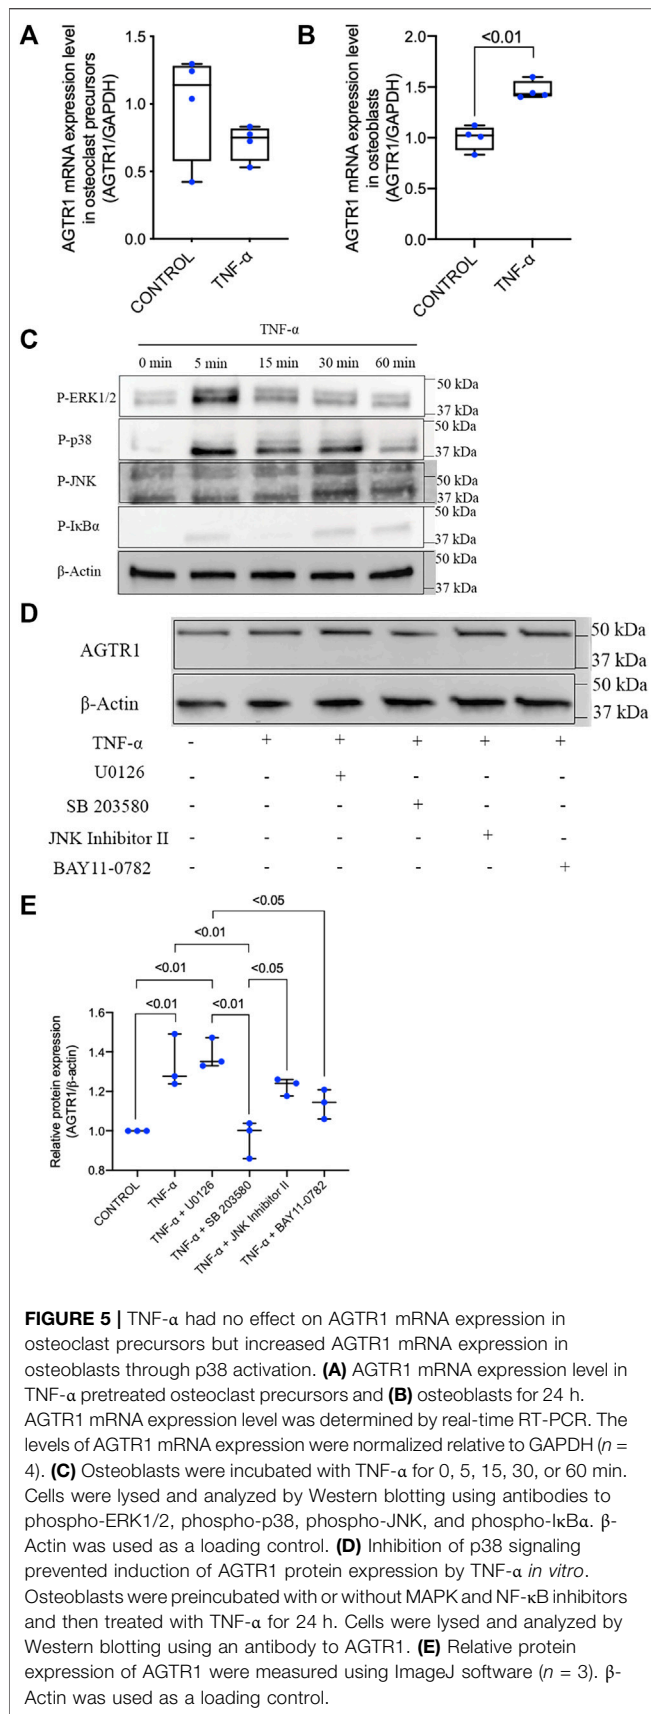 A
AGTR1 mRNA expression level
in osteoclast precursors
(AGTR1/GAPDH)
1.5
1.0
0.5
0.0
CONTROL
TNF-α
B
AGTR1 mRNA expression level
in osteoblasts
(AGTR1/GAPDH)
<0.01
2.0
1.5
1.0
0.5
0.0
CONTROL
TNF-α
C
TNF-α
0 min 5 min 15 min 30 min 60 min
P-ERK1/2
50 kDa
37 kDa
P-p38
50 kDa
37 kDa
P-JNK
50 kDa
37 kDa
P-IκBα
50 kDa
37 kDa
β-Actin
50 kDa
37 kDa
D
AGTR1
50 kDa
37 kDa
β-Actin
50 kDa
37 kDa
TNF-α - + + + + +
U0126 - - + - - -
SB 203580 - - - + - -
JNK Inhibitor II - - - - + -
BAY11-0782 - - - - - +
E
<0.05
<0.01
<0.01 <0.05
<0.01 <0.01
Relative protein expression
(AGTR1/β-actin)
1.6
1.4
1.2
1.0
0.8
CONTROL
TNF-α
TNF-α + U0126
TNF-α + SB 203580
TNF-α + JNK Inhibitor II
TNF-α + BAY11-0782
FIGURE 5 | TNF-α had no effect on AGTR1 mRNA expression in
osteoclast precursors but increased AGTR1 mRNA expression in
osteoblasts through p38 activation. (A) AGTR1 mRNA expression level in
TNF-α pretreated osteoclast precursors and (B) osteoblasts for 24 h.
AGTR1 mRNA expression level was determined by real-time RT-PCR. The
levels of AGTR1 mRNA expression were normalized relative to GAPDH (n =
4). (C) Osteoblasts were incubated with TNF-α for 0, 5, 15, 30, or 60 min.
Cells were lysed and analyzed by Western blotting using antibodies to
phospho-ERK1/2, phospho-p38, phospho-JNK, and phospho-IκBα. β-
Actin was used as a loading control. (D) Inhibition of p38 signaling
prevented induction of AGTR1 protein expression by TNF-α in vitro.
Osteoblasts were preincubated with or without MAPK and NF-κB inhibitors
and then treated with TNF-α for 24 h. Cells were lysed and analyzed by
Western blotting using an antibody to AGTR1. (E) Relative protein
expression of AGTR1 were measured using ImageJ software (n = 3). β-
Actin was used as a loading control.